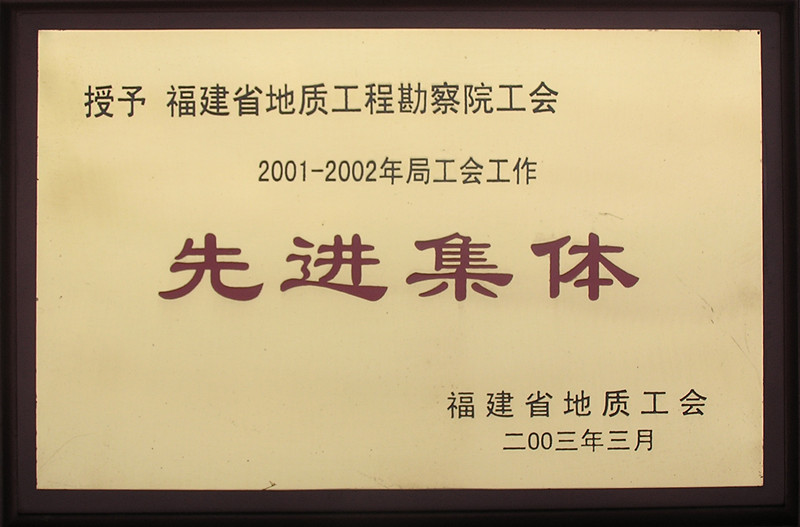 授予 福建省地质工程勘察院工会
2001-2002年局工会工作
先进集体
福建省地质工会
二00三年三月